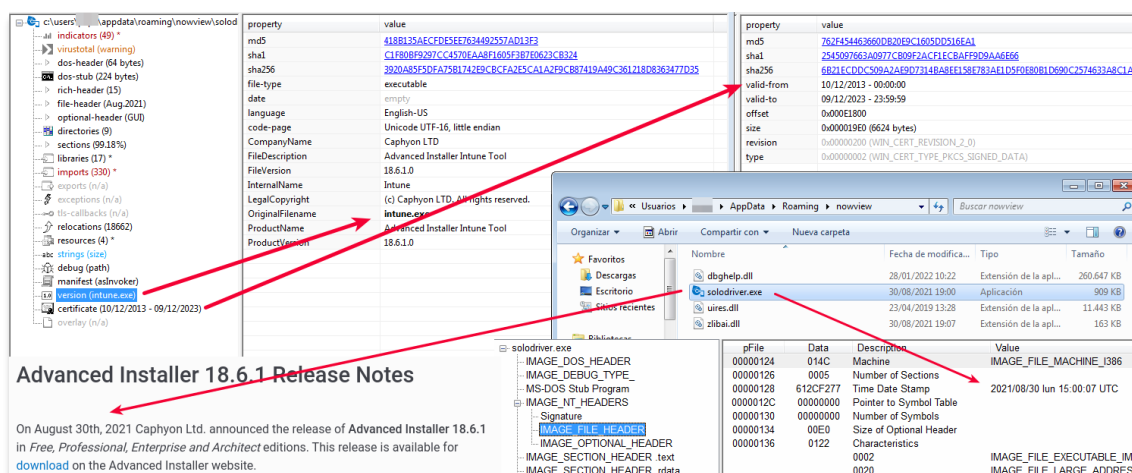 c:\users\ \appdata\roaming\nowview\solod
indicators (49) *
virustotal (warning)
dos-header (64 bytes)
dos-stub (224 bytes)
rich-header (15)
file-header (Aug.2021)
optional-header (GUI)
directories (9)
sections (99.18%)
libraries (17) *
imports (330) *
exports (n/a)
exceptions (n/a)
tls-callbacks (n/a)
relocations (18662)
resources (4) *
abc strings (size)
debug (path)
manifest (asInvoker)
1.0 version (intune.exe)
certificate (10/12/2013 - 09/12/2023)
overlay (n/a)
property value
md5 418B135AECFDE5EE7634492557AD13F3
sha1 C1F80BF9297CC4570EAA8F1605F3B7E0623CB324
sha256 3920A85F5DFA75B1742E9CBCFA2E5CA1A2F9CB87419A49C361218D8363477D35
file-type executable
date empty
language English-US
code-page Unicode UTF-16, little endian
CompanyName Caphyon LTD
FileDescription Advanced Installer Intune Tool
FileVersion 18.6.1.0
InternalName Intune
LegalCopyright (c) Caphyon LTD, All rights reserved.
OriginalFilename intune.exe
ProductName Advanced Installer Intune Tool
ProductVersion 18.6.1.0
property value
md5 762F454463660DB20E9C1605DD516EA1
sha1 2545097663A0977CB09F2ACF1ECBAFF9D9AA6E66
sha256 6B21ECDDC509A2AE9D7314BA8EE158E783AE1D5F0E80B1D690C2574633A8C1A
valid-from 10/12/2013 - 00:00:00
valid-to 09/12/2023 - 23:59:59
offset 0x000E1800
size 0x000019E0 (6624 bytes)
revision 0x00000200 (WIN_CERT_REVISION_2_0)
type 0x00000002 (WIN_CERT_TYPE_PKCS_SIGNED_DATA)
« Usuarios AppData Roaming nowview Buscar nowview
Organizar Abrir Compartir con Nueva carpeta
Favoritos
Descargas
Escritorio
Sitios recientes
Bibliotecas
Nombre Fecha de modifica... Tipo Tamaño
dbghelp.dll 28/01/2022 10:22 Extensión de la apl... 260.647 KB
solodriver.exe 30/08/2021 19:00 Aplicación 909 KB
uires.dll 23/04/2019 13:28 Extensión de la apl... 11.443 KB
zlibai.dll 30/08/2021 19:07 Extensión de la apl... 163 KB
solodriver.exe
IMAGE_DOS_HEADER
IMAGE_DEBUG_TYPE_
MS-DOS Stub Program
IMAGE_NT_HEADERS
Signature
IMAGE_FILE_HEADER
IMAGE_OPTIONAL_HEADER
IMAGE_SECTION_HEADER .text
IMAGE_SECTION_HEADER .rdata
pFile Data Description Value
00000124 014C Machine IMAGE_FILE_MACHINE_I386
00000126 0005 Number of Sections
00000128 612CF277 Time Date Stamp 2021/08/30 lun 15:00:07 UTC
0000012C 00000000 Pointer to Symbol Table
00000130 00000000 Number of Symbols
00000134 00E0 Size of Optional Header
00000136 0122 Characteristics
0002 IMAGE_FILE_EXECUTABLE_IM
0020 IMAGE_FILE_LARGE_ADDRES
Advanced Installer 18.6.1 Release Notes
On August 30th, 2021 Caphyon Ltd. announced the release of Advanced Installer 18.6.1
in Free, Professional, Enterprise and Architect editions. This release is available for
download on the Advanced Installer website.